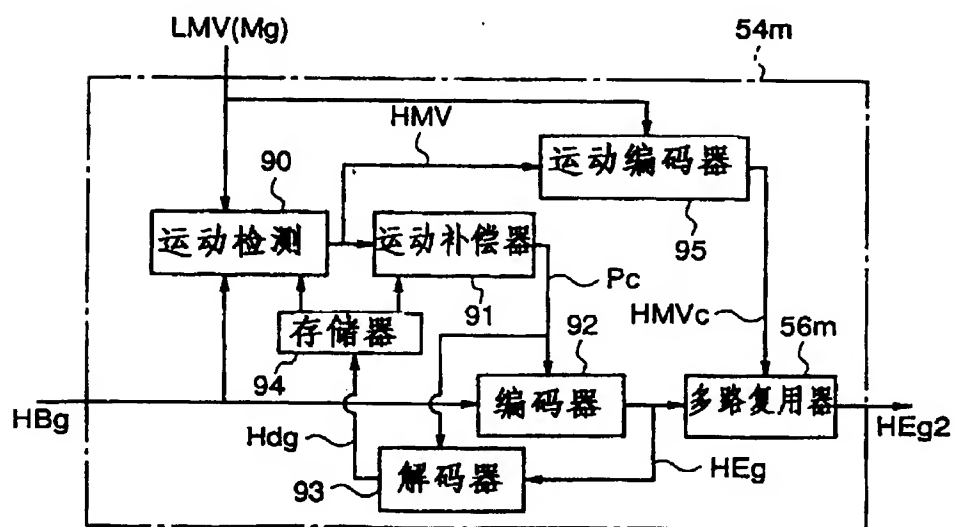 LMV(Mg)
54m
HMV
运动编码器
90
95
运动检测
运动补偿器
91
Pc
存储器
94
92
HMVc
56m
HBg
编码器
多路复用器
HEg2
Hdg
HEg
93
解码器